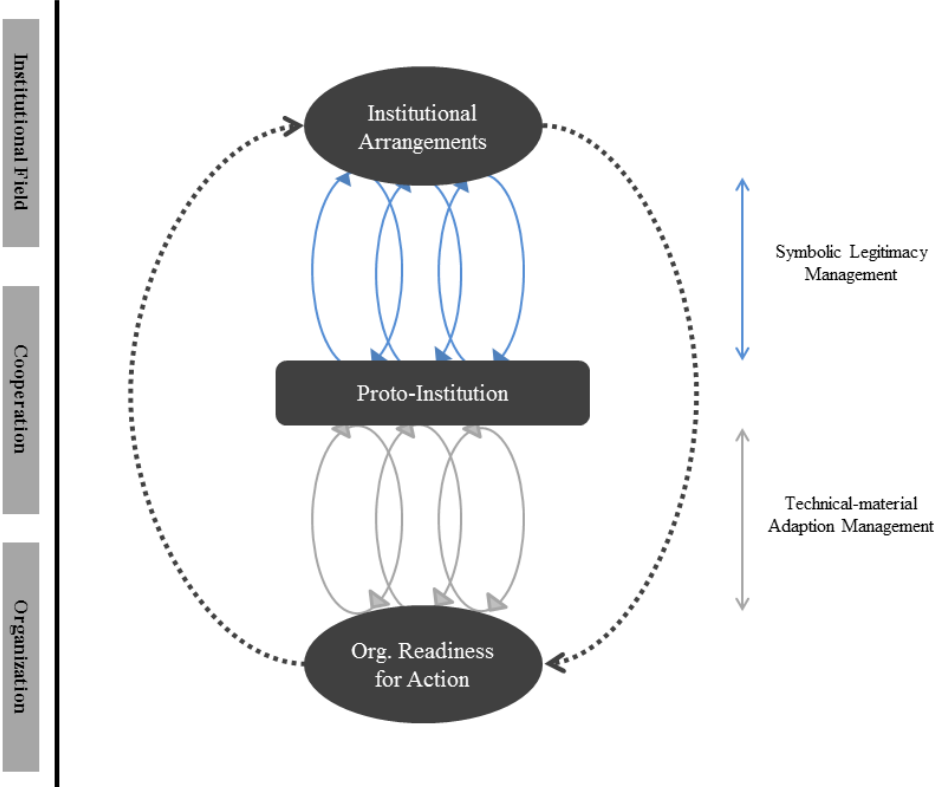 Institutional Field
Cooperation
Organization
Institutional
Arrangements
Proto-Institution
Org. Readiness
for Action
Symbolic Legitimacy
Management
Technical-material
Adaption Management